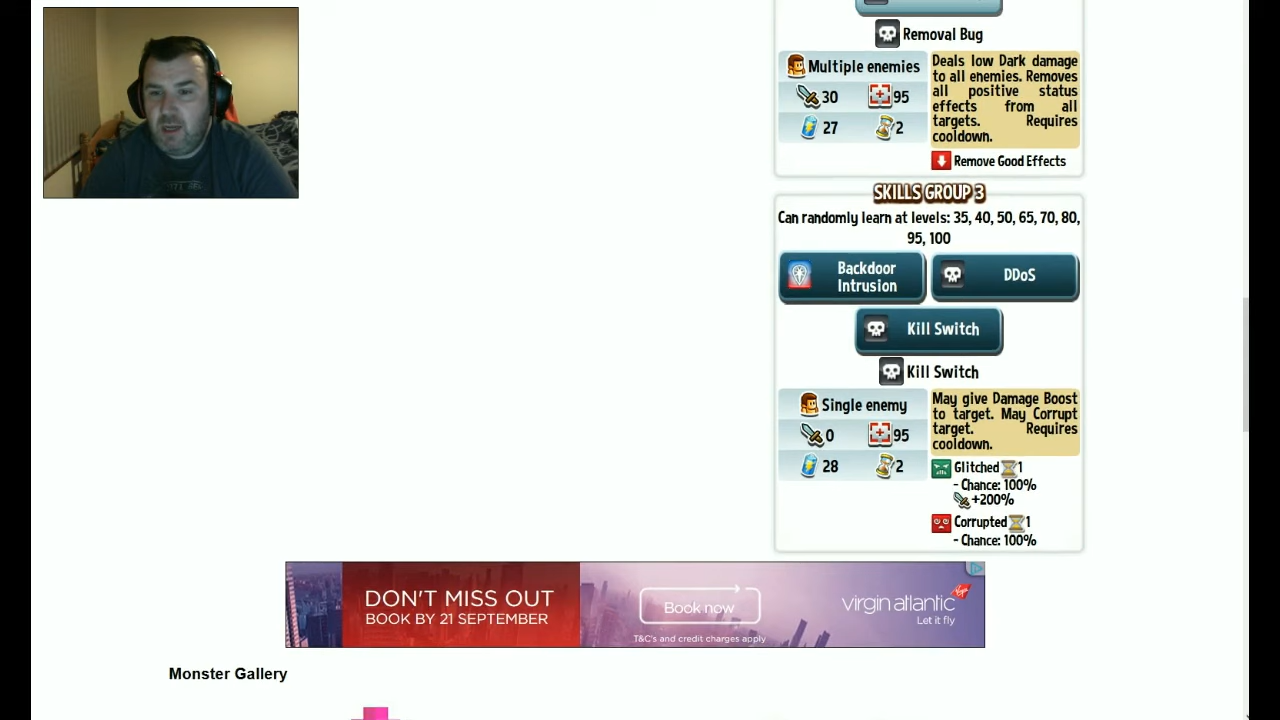 Removal Bug
Multiple enemies
30 95
27 2
Deals low Dark damage
to all enemies. Removes
all positive status
effects from all
targets. Requires
cooldown.
Remove Good Effects
SKILLS GROUP 3
Can randomly learn at levels: 35, 40, 50, 65, 70, 80,
95, 100
Backdoor
Intrusion
DDoS
Kill Switch
Kill Switch
Single enemy
0 95
28 2
May give Damage Boost
to target. May Corrupt
target. Requires
cooldown.
Glitched 1
- Chance: 100%
+200%
Corrupted 1
- Chance: 100%
DON'T MISS OUT
BOOK BY 21 SEPTEMBER
Book now
T&C's and credit charges apply
virgin atlantic
Let it fly
Monster Gallery